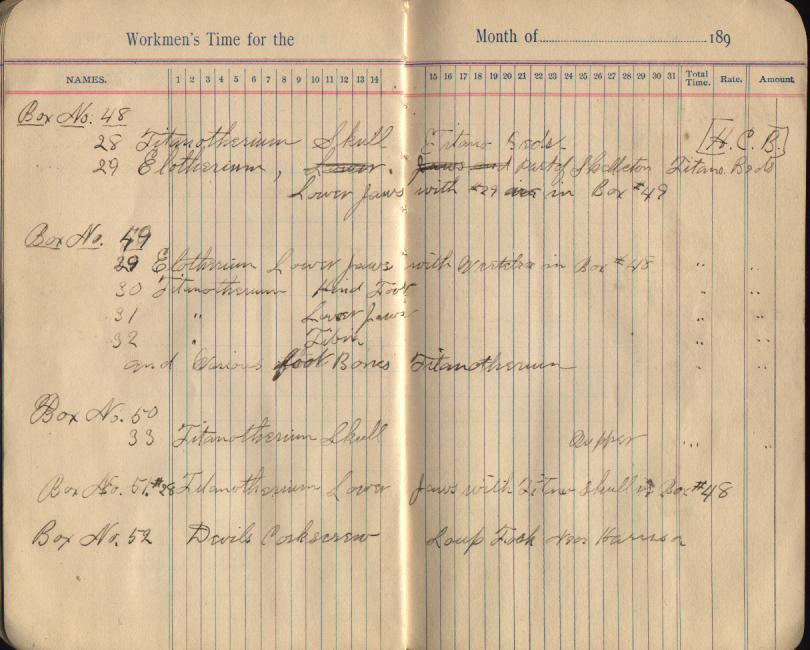 Workmen's Time for the Month of 189
NAMES. 1 2 3 4 5 6 7 8 9 10 11 12 13 14 15 16 17 18 19 20 21 22 23 24 25 26 27 28 29 30 31 Total Time. Rate. Amount
Box No. 48
28 Titanotherium Skull Titano Beds [H. C. B.]
29 Elotherium, Lower. Jaws and part of Skelleton Titano. Beds
Lower Jaws with #29 in Box #49
Box No. 49
29 Elotherium Lower Jaws with in Box #48 " "
30 Titanotherium Hind Foot " "
31 " Lower Jaws " "
32 " Tibia " "
and Various foot Bones Titanotherium " "
Box No. 50
33 Titanotherium Skull upper " "
Box No. 51. #28 Titanotherium Lower Jaws with Titano Skull in Box #48
Box No. 52 Devils Corkscrew Loup Fork near Harrison